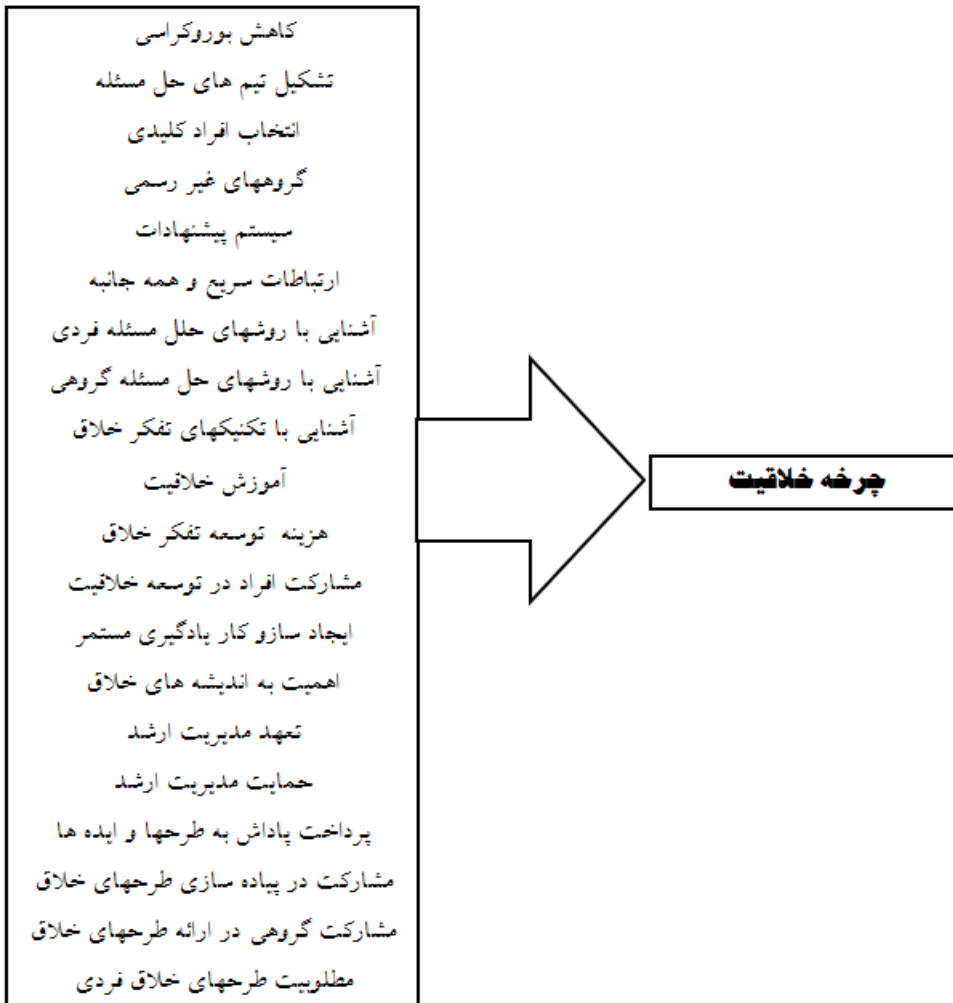 کاهش بوروکراسی
تشکیل تیم های حل مسئله
انتخاب افراد کلیدی
گروههای غیر رسمی
سیستم پیشنهادات
ارتباطات سریع و همه جانبه
آشنایی با روشهای حلل مسئله فردی
آشنایی با روشهای حل مسئله گروهی
آشنایی با تکنیکهای تفکر خلاق
آموزش خلاقیت
هزینه توسعه تفکر خلاق
مشارکت افراد در توسعه خلاقیت
ایجاد سازو کار یادگیری مستمر
اهمیت به اندیشه های خلاق
تعهد مدیریت ارشد
حمایت مدیریت ارشد
پرداخت پاداش به طرحها و ایده ها
مشارکت در پیاده سازی طرحهای خلاق
مشارکت گروهی در ارائه طرحهای خلاق
مطلوبیت طرحهای خلاق فردی
چرخه خلاقیت